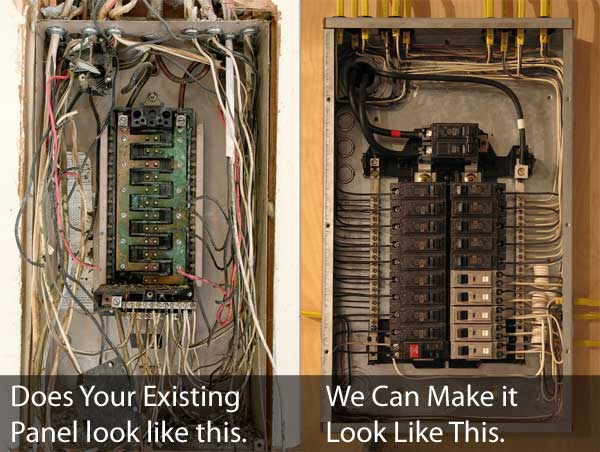 Does Your Existing
Panel look like this.
We Can Make it
Look Like This.